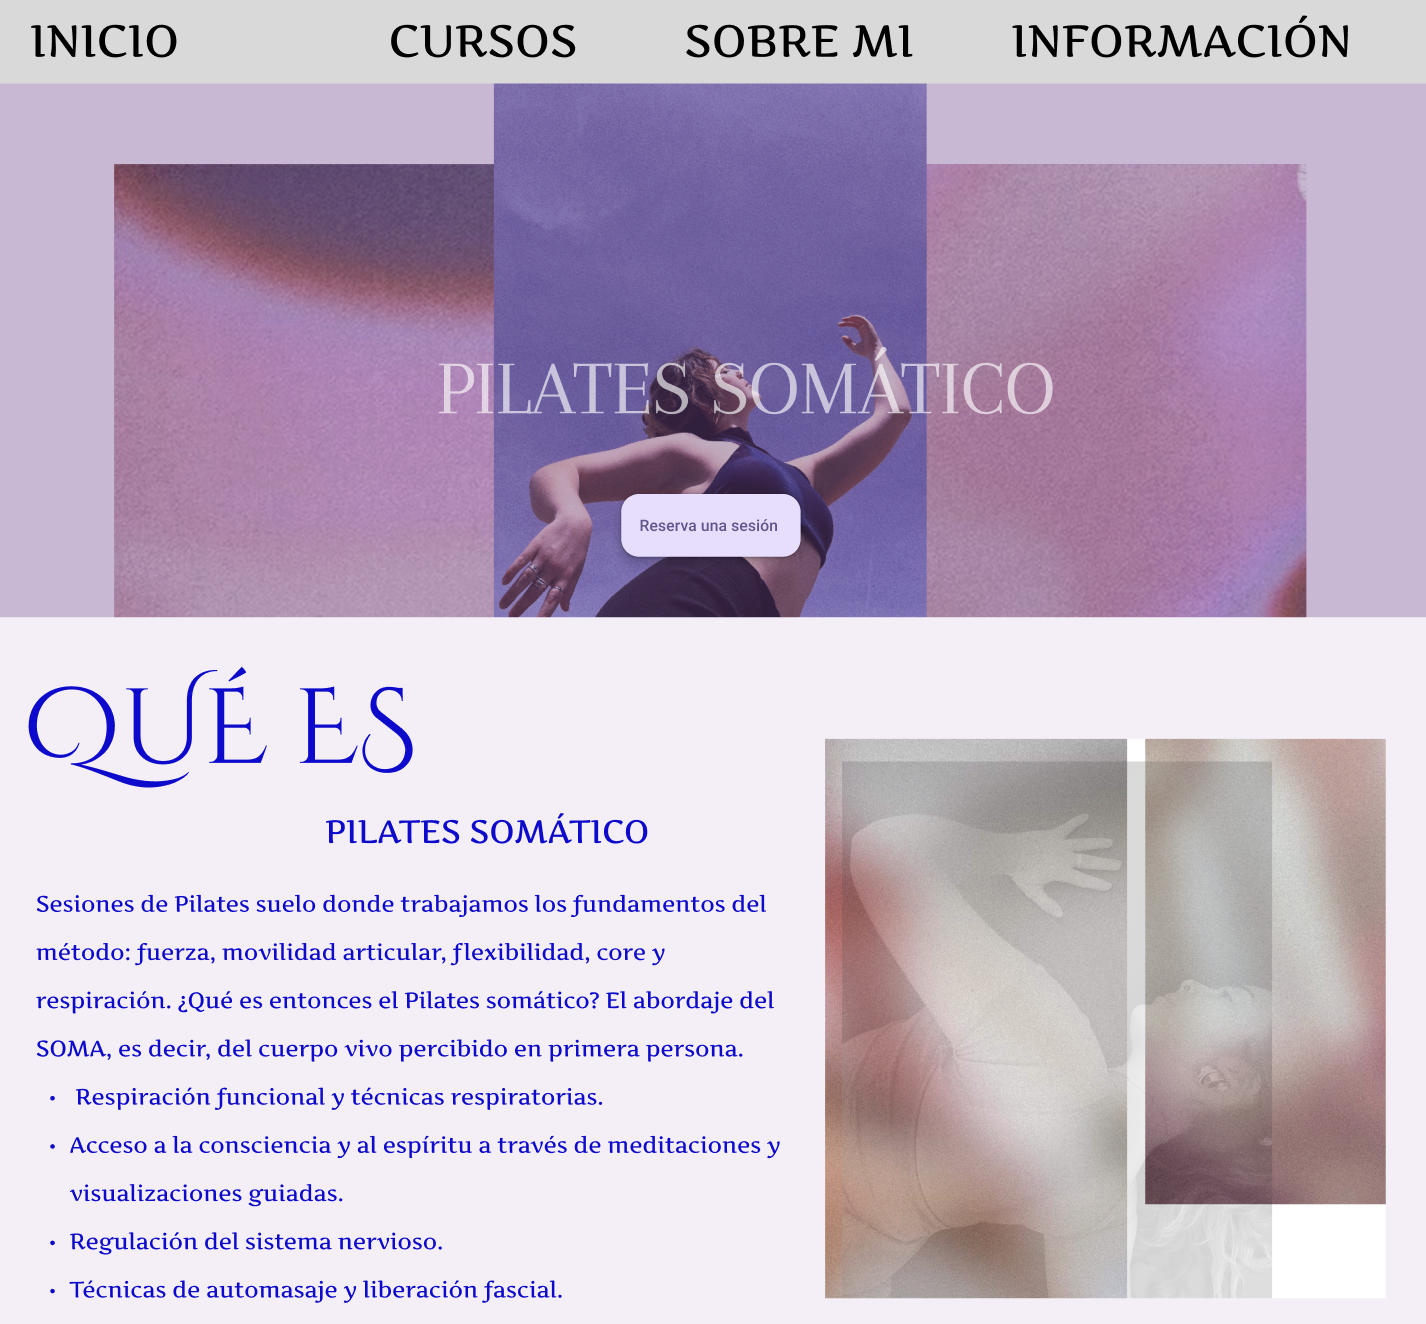 INICIO CURSOS SOBRE MI INFORMACIÓN
PILATES SOMÁTICO
Reserva una sesión
QUÉ ES
PILATES SOMÁTICO
Sesiones de Pilates suelo donde trabajamos los fundamentos del
método: fuerza, movilidad articular, flexibilidad, core y
respiración. ¿Qué es entonces el Pilates somático? El abordaje del
SOMA, es decir, del cuerpo vivo percibido en primera persona.
• Respiración funcional y técnicas respiratorias.
• Acceso a la consciencia y al espíritu a través de meditaciones y
visualizaciones guiadas.
• Regulación del sistema nervioso.
• Técnicas de automasaje y liberación fascial.